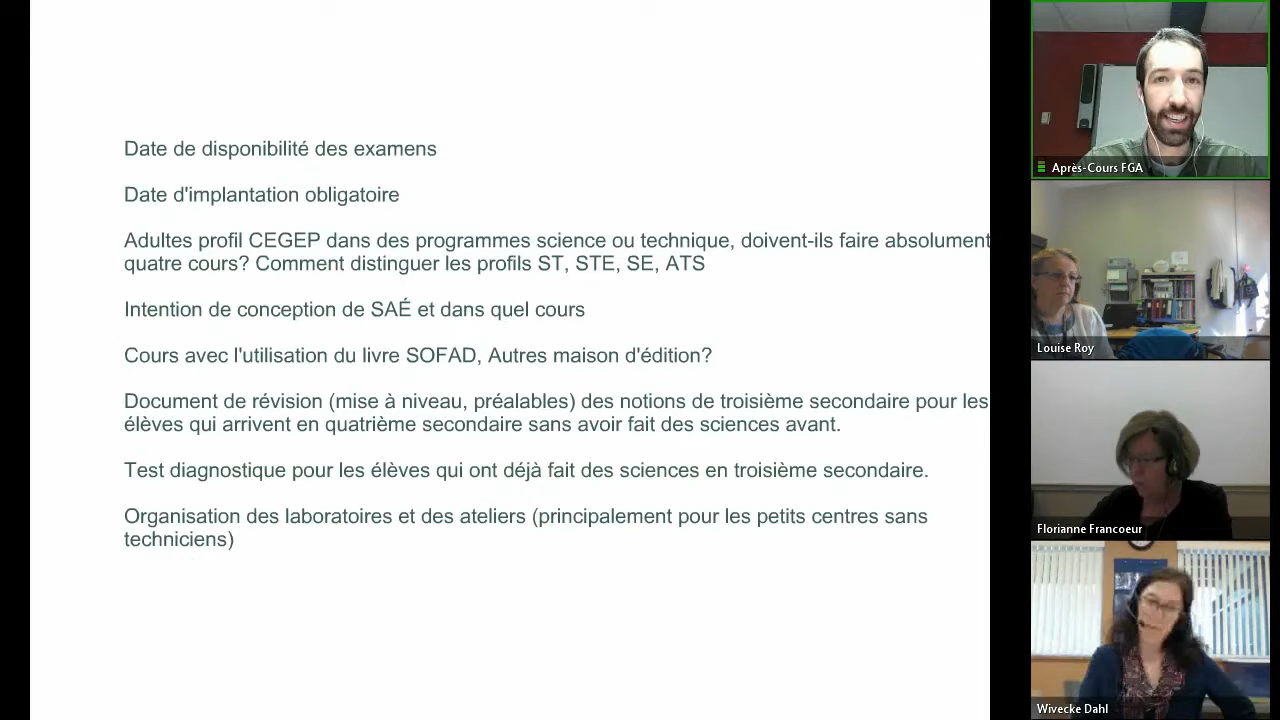 Date de disponibilité des examens
Date d'implantation obligatoire
Adultes profil CEGEP dans des programmes science ou technique, doivent-ils faire absolument
quatre cours? Comment distinguer les profils ST, STE, SE, ATS
Intention de conception de SAÉ et dans quel cours
Cours avec l'utilisation du livre SOFAD, Autres maison d'édition?
Document de révision (mise à niveau, préalables) des notions de troisième secondaire pour les
élèves qui arrivent en quatrième secondaire sans avoir fait des sciences avant.
Test diagnostique pour les élèves qui ont déjà fait des sciences en troisième secondaire.
Organisation des laboratoires et des ateliers (principalement pour les petits centres sans
techniciens)
Après-Cours FGA
Louise Roy
Florianne Francoeur
Wivecke Dahl